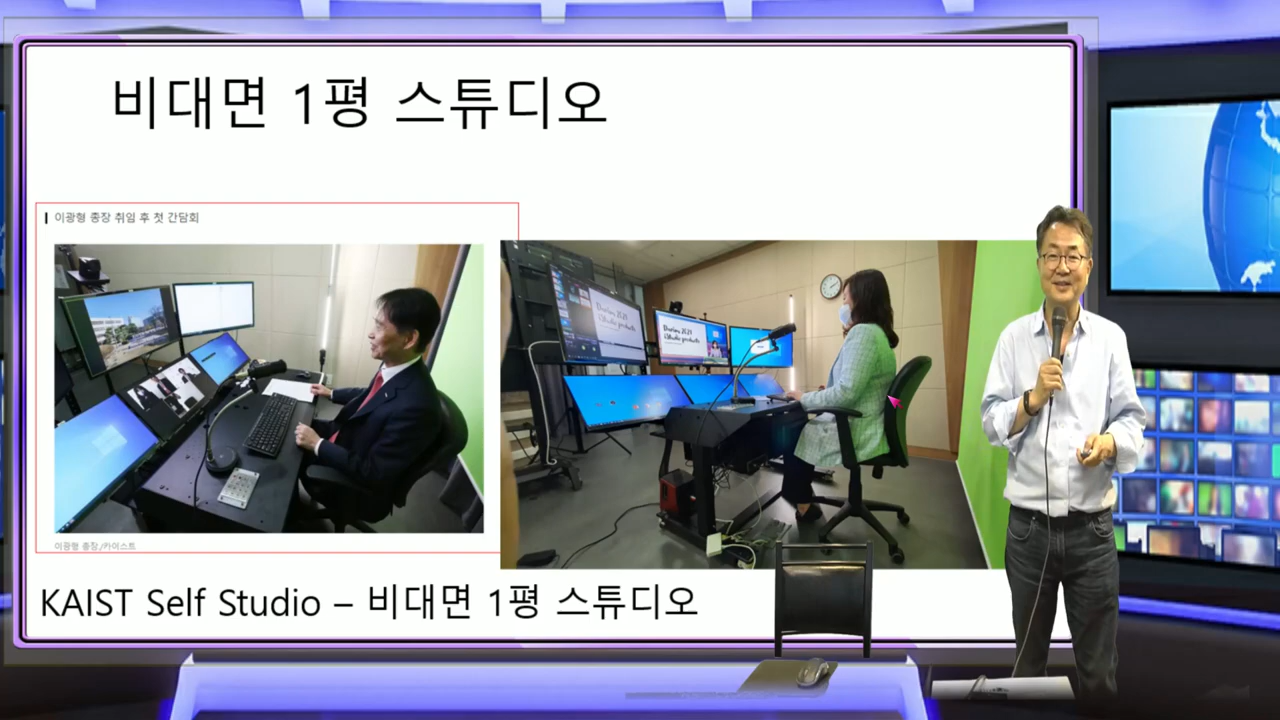 비대면 1평 스튜디오
이광형 총장 취임 후 첫 간담회
이광형 총장./카이스트
KAIST Self Studio – 비대면 1평 스튜디오